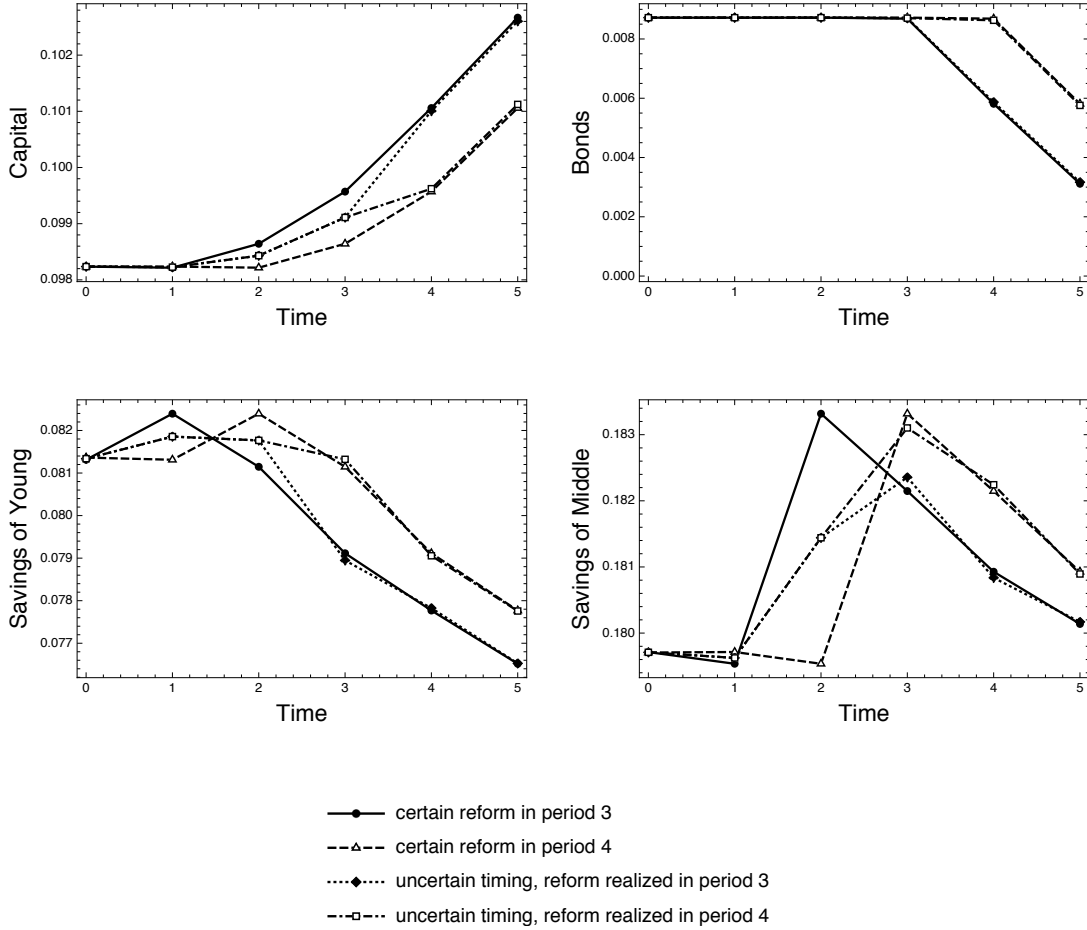 0.102
0.101
0.100
0.099
0.098
Capital
0 1 2 3 4 5
Time
0.008
0.006
0.004
0.002
0.000
Bonds
0 1 2 3 4 5
Time
0.082
0.081
0.080
0.079
0.078
0.077
Savings of Young
0 1 2 3 4 5
Time
0.183
0.182
0.181
0.180
Savings of Middle
0 1 2 3 4 5
Time
certain reform in period 3
certain reform in period 4
uncertain timing, reform realized in period 3
uncertain timing, reform realized in period 4